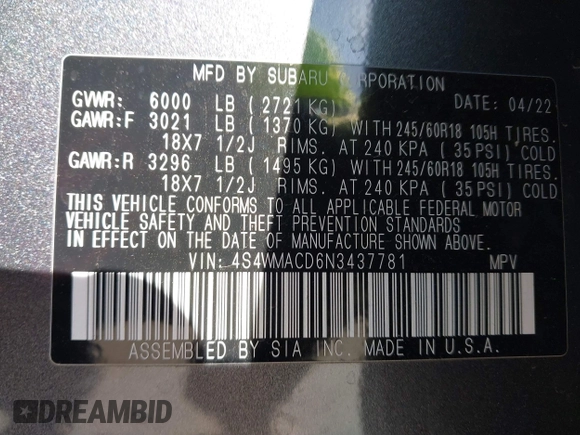 MFD BY SUBARU CORPORATION
GVWR: 6000 LB (2721 KG) DATE: 04/22
GAWR:F 3021 LB (1370 KG) WITH 245/60R18 105H TIRES.
18X7 1/2J RIMS. AT 240 KPA (35 PSI) COLD
GAWR:R 3296 LB (1495 KG) WITH 245/60R18 105H TIRES.
18X7 1/2J RIMS. AT 240 KPA (35 PSI) COLD
THIS VEHICLE CONFORMS TO ALL APPLICABLE FEDERAL MOTOR
VEHICLE SAFETY AND THEFT PREVENTION STANDARDS
IN EFFECT ON THE DATE OF MANUFACTURE SHOWN ABOVE.
VIN: 4S4WMACD6N3437781 MPV
ASSEMBLED BY SIA INC. MADE IN U.S.A.
DREAMBID